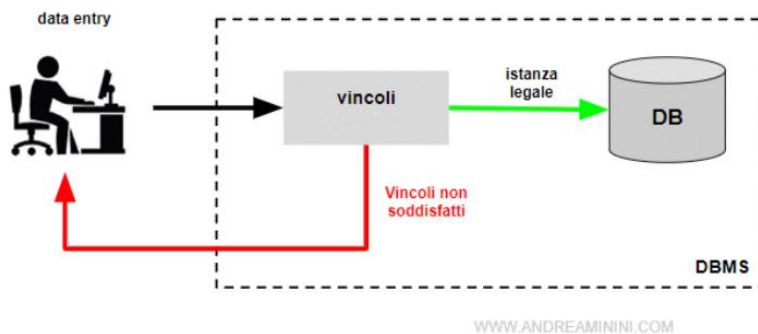 data entry
vincoli
istanza
legale
DB
Vincoli non
soddisfatti
DBMS
WWW.ANDREAMININI.COM